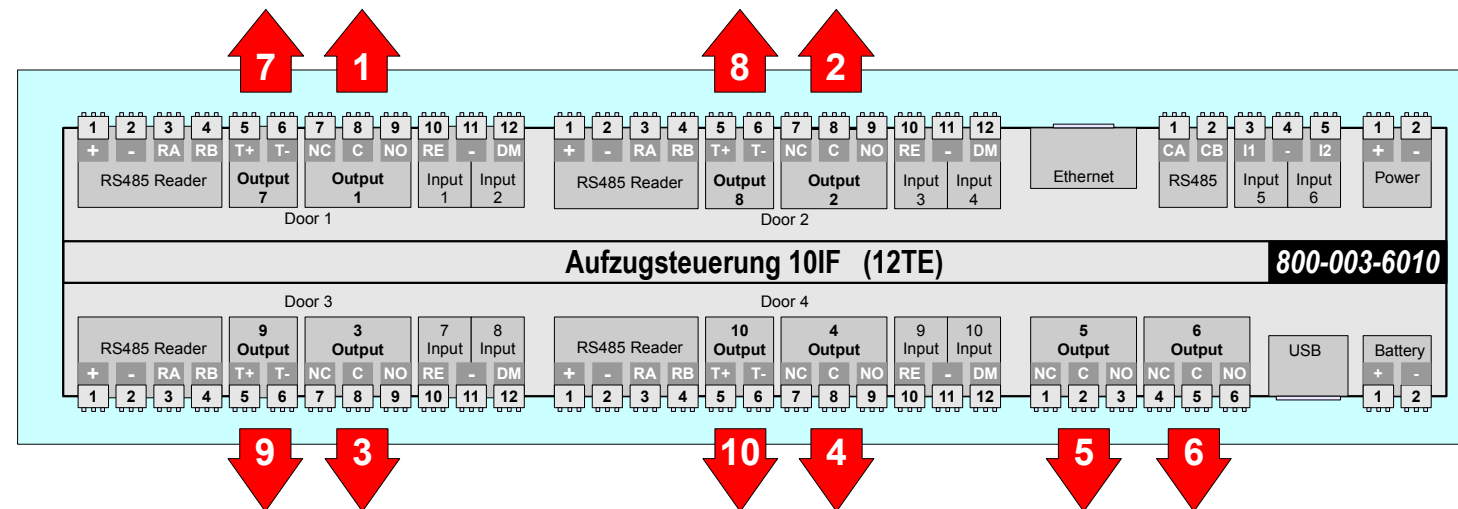 7 1 8 2
1 2 3 4 5 6 7 8 9 10 11 12 1 2 3 4 5 6 7 8 9 10 11 12 1 2 3 4 5 1 2
+ - RA RB T+ T- NC C NO RE - DM + - RA RB T+ T- NC C NO RE - DM CA CB I1 - I2 + -
RS485 Reader Output 7 Output 1 Input 1 Input 2 RS485 Reader Output 8 Output 2 Input 3 Input 4 Ethernet RS485 Input 5 Input 6 Power
Door 1 Door 2
Aufzugsteuerung 10IF (12TE) 800-003-6010
Door 3 Door 4
RS485 Reader 9 Output 3 Output 7 Input 8 Input RS485 Reader 10 Output 4 Output 9 Input 10 Input 5 Output 6 Output USB Battery
+ - RA RB T+ T- NC C NO RE - DM + - RA RB T+ T- NC C NO RE - DM NC C NO NC C NO + -
1 2 3 4 5 6 7 8 9 10 11 12 1 2 3 4 5 6 7 8 9 10 11 12 1 2 3 4 5 6 1 2
9 3 10 4 5 6